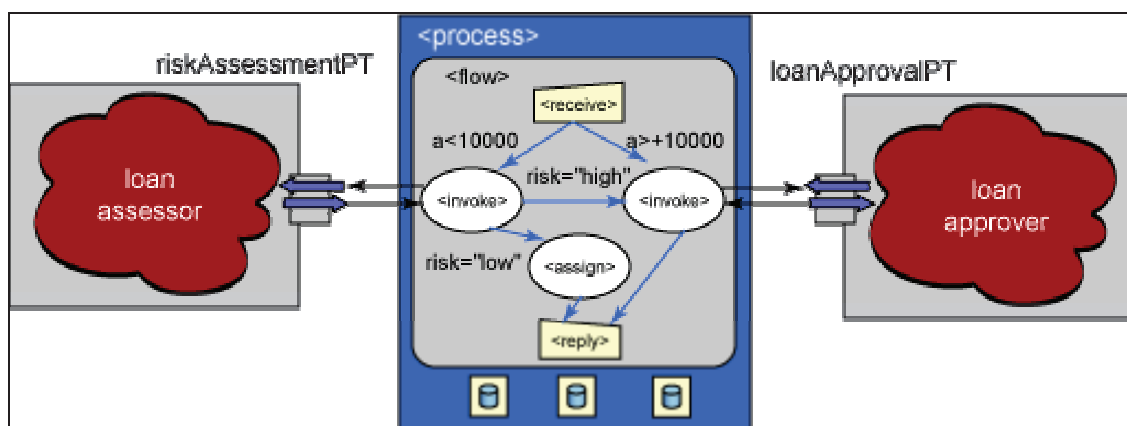 <process>
riskAssessmentPT
<flow>
loanApprovalPT
<receive>
a<10000
a>+10000
loan
assessor
risk="high"
<invoke>
<invoke>
loan
approver
risk="low"
<assign>
<reply>